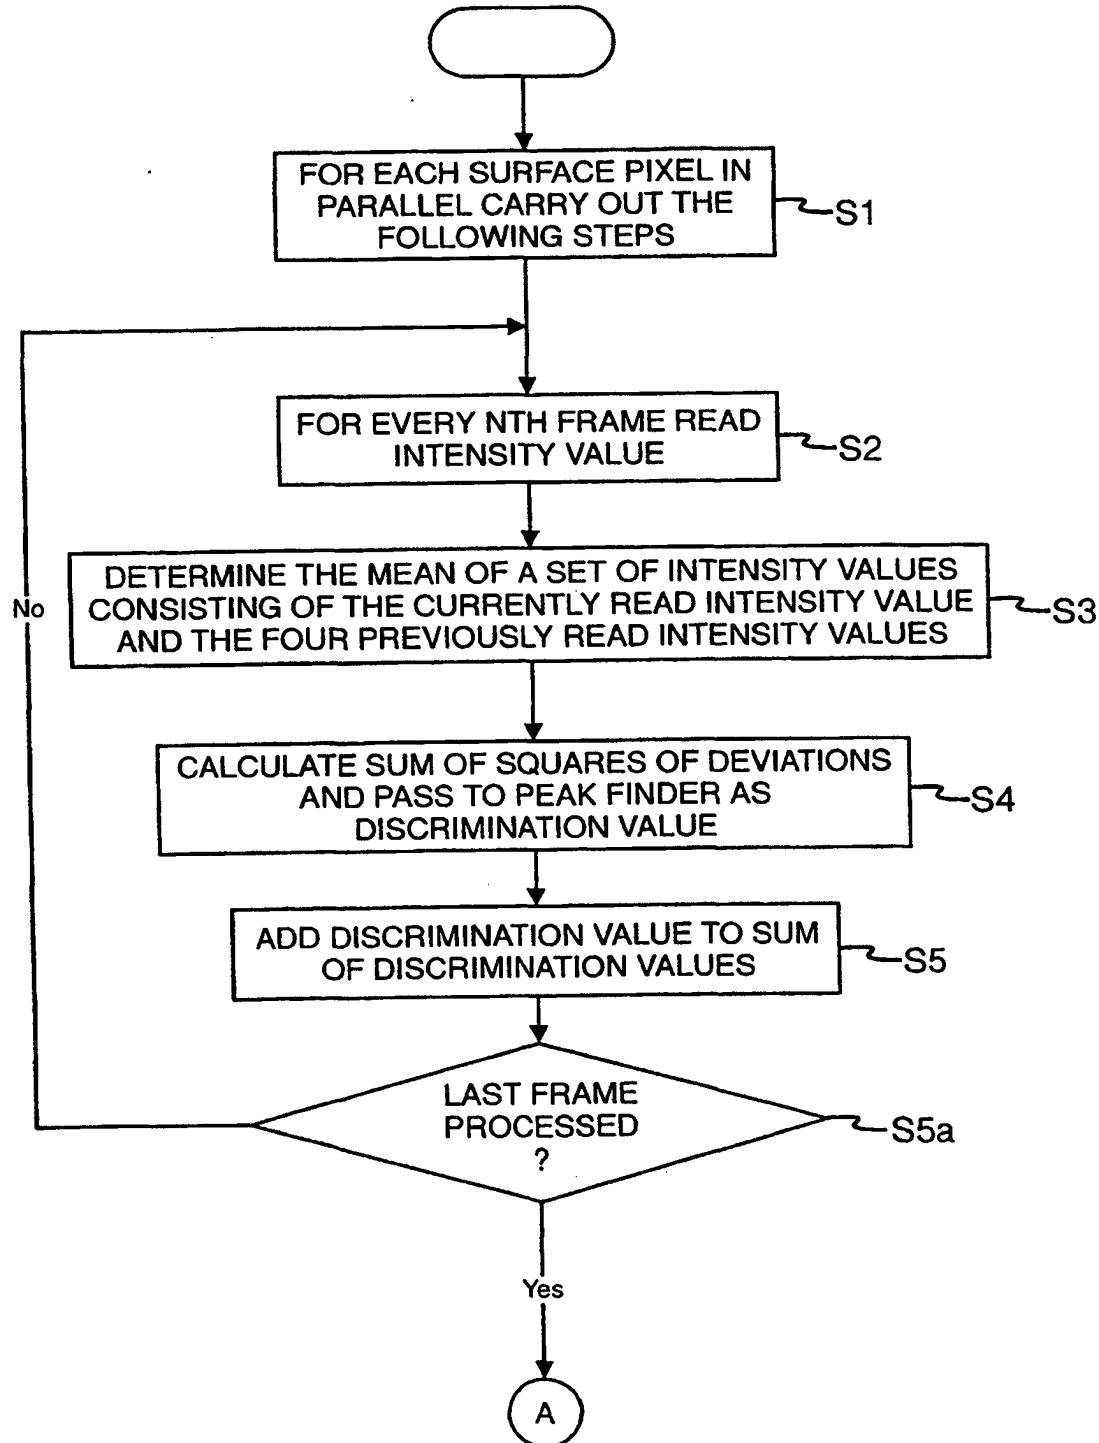 FOR EACH SURFACE PIXEL IN
PARALLEL CARRY OUT THE
FOLLOWING STEPS
S1
FOR EVERY NTH FRAME READ
INTENSITY VALUE
S2
DETERMINE THE MEAN OF A SET OF INTENSITY VALUES
CONSISTING OF THE CURRENTLY READ INTENSITY VALUE
AND THE FOUR PREVIOUSLY READ INTENSITY VALUES
S3
No
CALCULATE SUM OF SQUARES OF DEVIATIONS
AND PASS TO PEAK FINDER AS
DISCRIMINATION VALUE
S4
ADD DISCRIMINATION VALUE TO SUM
OF DISCRIMINATION VALUES
S5
LAST FRAME
PROCESSED
?
S5a
Yes
A